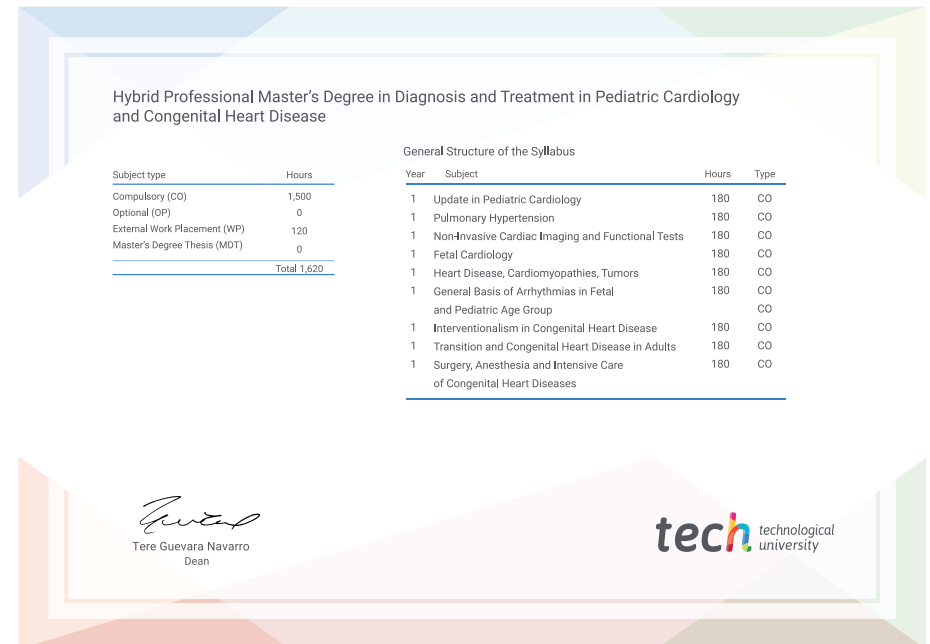 Hybrid Professional Master's Degree in Diagnosis and Treatment in Pediatric Cardiology
and Congenital Heart Disease
Subject type Hours
Compulsory (CO) 1,500
Optional (OP) 0
External Work Placement (WP) 120
Master's Degree Thesis (MDT) 0
Total 1,620
General Structure of the Syllabus
Year Subject Hours Type
1 Update in Pediatric Cardiology 180 CO
1 Pulmonary Hypertension 180 CO
1 Non-Invasive Cardiac Imaging and Functional Tests 180 CO
1 Fetal Cardiology 180 CO
1 Heart Disease, Cardiomyopathies, Tumors 180 CO
1 General Basis of Arrhythmias in Fetal 180 CO
and Pediatric Age Group CO
1 Interventionalism in Congenital Heart Disease 180 CO
1 Transition and Congenital Heart Disease in Adults 180 CO
1 Surgery, Anesthesia and Intensive Care 180 CO
of Congenital Heart Diseases
Tere Guevara Navarro
Dean
tech technological
university